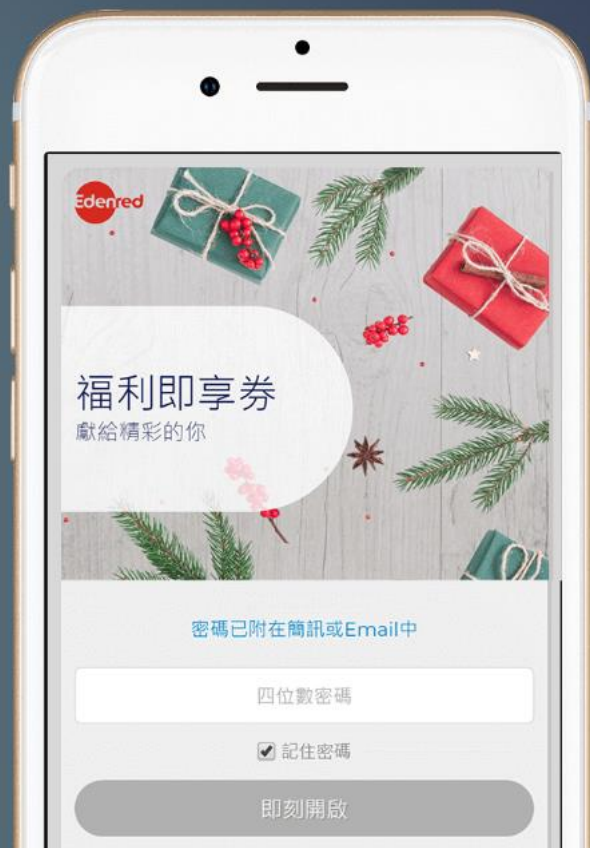 Edenred
福利即享券
獻給精彩的你
密碼已附在簡訊或Email中
四位數密碼
記住密碼
即刻開啟